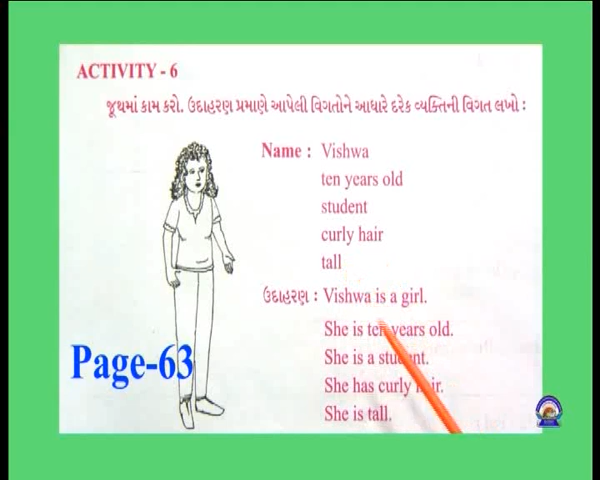 ACTIVITY - 6
જૂથમાં કામ કરો. ઉદાહરણ પ્રમાણે આપેલી વિગતોને આધારે દરેક વ્યક્તિની વિગત લખો :
Name : Vishwa
ten years old
student
curly hair
tall
ઉદાહરણ : Vishwa is a girl.
She is ten years old.
She is a student.
She has curly hair.
She is tall.
Page-63